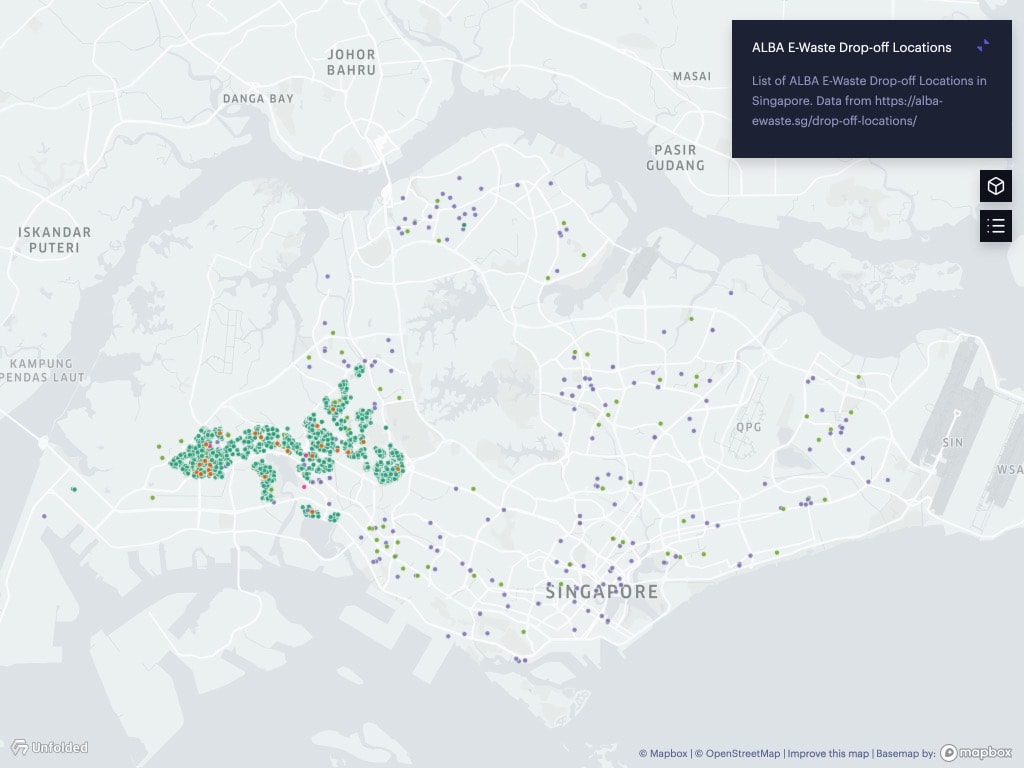 ALBA E-Waste Drop-off Locations
List of ALBA E-Waste Drop-off Locations in
Singapore. Data from https://alba-
ewaste.sg/drop-off-locations/
JOHOR
BAHRU
MASAI
DANGA BAY
PASIR
GUDANG
ISKANDAR
PUTERI
KAMPUNG
PENDAS LAUT
QPG
SIN
WSA
SINGAPORE
Unfolded
© Mapbox | © OpenStreetMap | Improve this map | Basemap by: mapbox